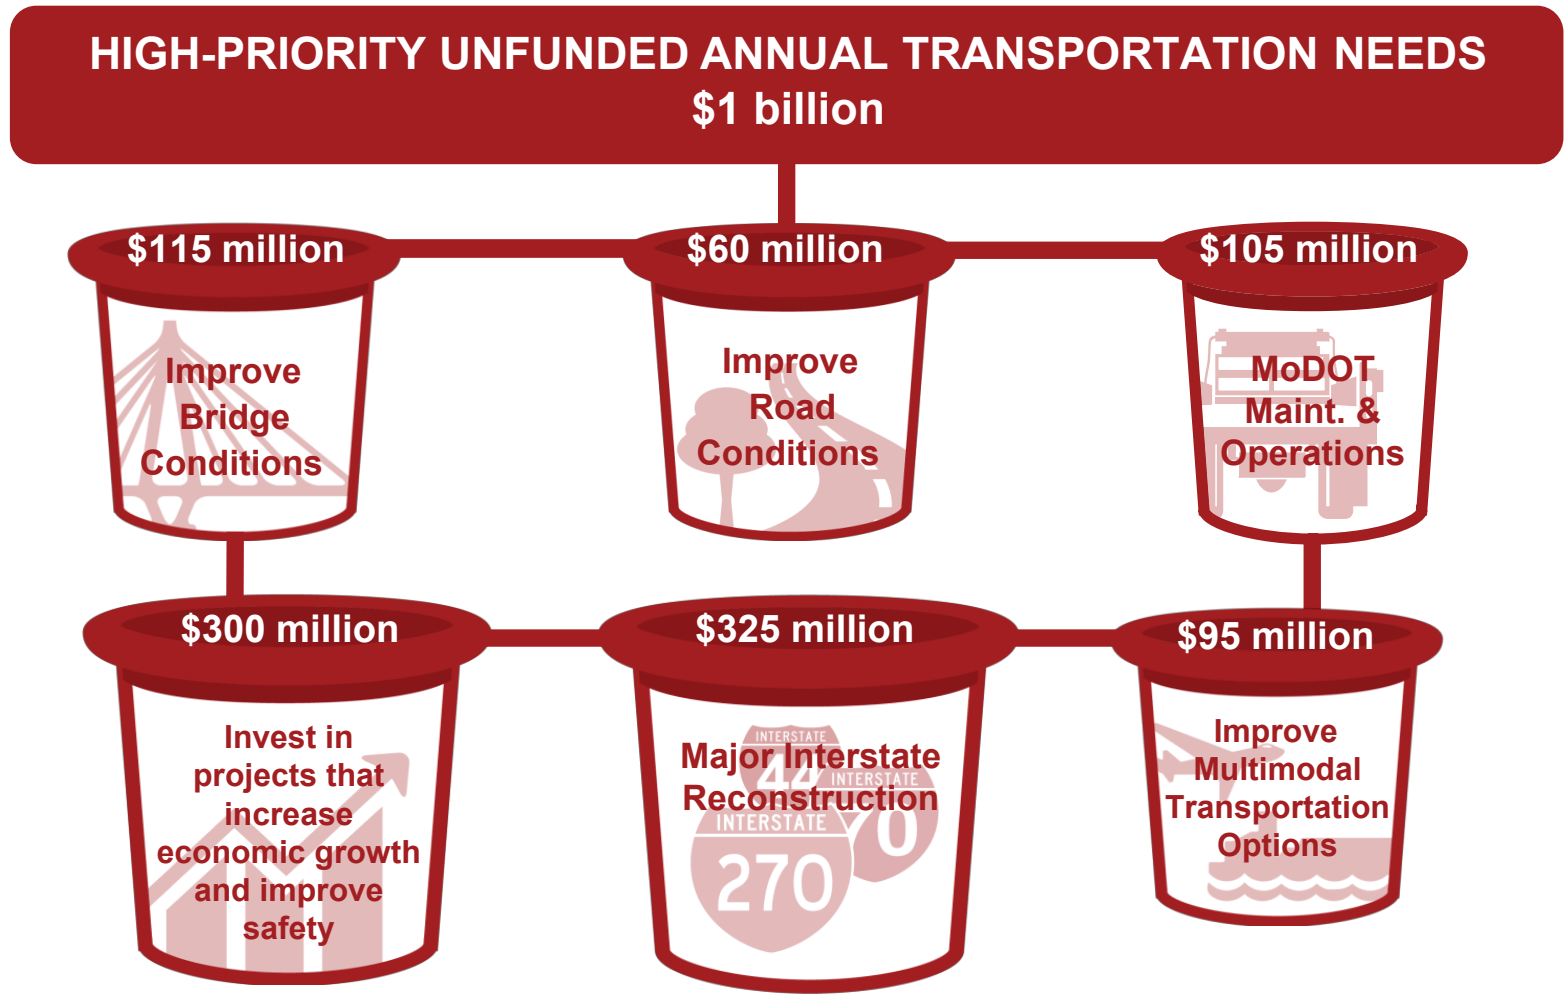 HIGH-PRIORITY UNFUNDED ANNUAL TRANSPORTATION NEEDS
$1 billion
$115 million
Improve
Bridge
Conditions
$60 million
Improve
Road
Conditions
$105 million
MoDOT
Maint. &
Operations
$300 million
Invest in
projects that
increase
economic growth
and improve
safety
$325 million
INTERSTATE
44
Major Interstate
Reconstruction
INTERSTATE
70
INTERSTATE
270
$95 million
Improve
Multimodal
Transportation
Options